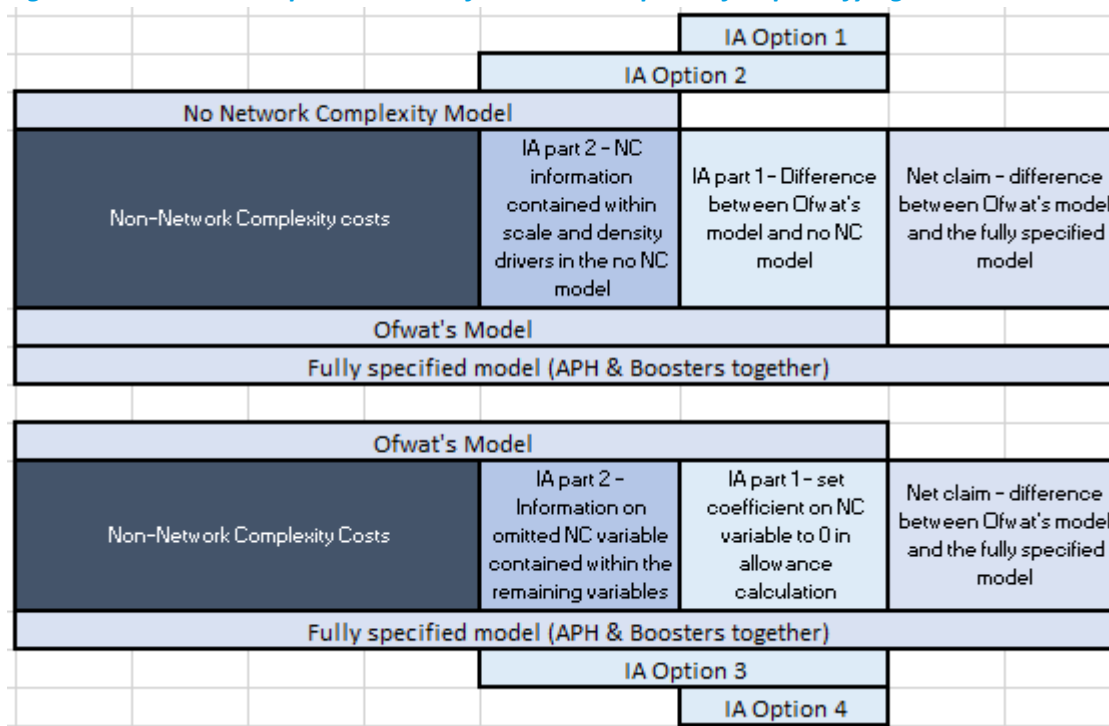 IA Option 1
IA Option 2
No Network Complexity Model
Non-Network Complexity costs
IA part 2 - NC
information
contained within
scale and density
drivers in the no NC
model
IA part 1 - Difference
between Ofwat's
model and no NC
model
Net claim - difference
between Ofwat's model
and the fully specified
model
Ofwat's Model
Fully specified model (APH & Boosters together)
Ofwat's Model
Non-Network Complexity Costs
IA part 2 -
Information on
omitted NC variable
contained within the
remaining variables
IA part 1 - set
coefficient on NC
variable to 0 in
allowance
calculation
Net claim - difference
between Ofwat's model
and the fully specified
model
Fully specified model (APH & Boosters together)
IA Option 3
IA Option 4